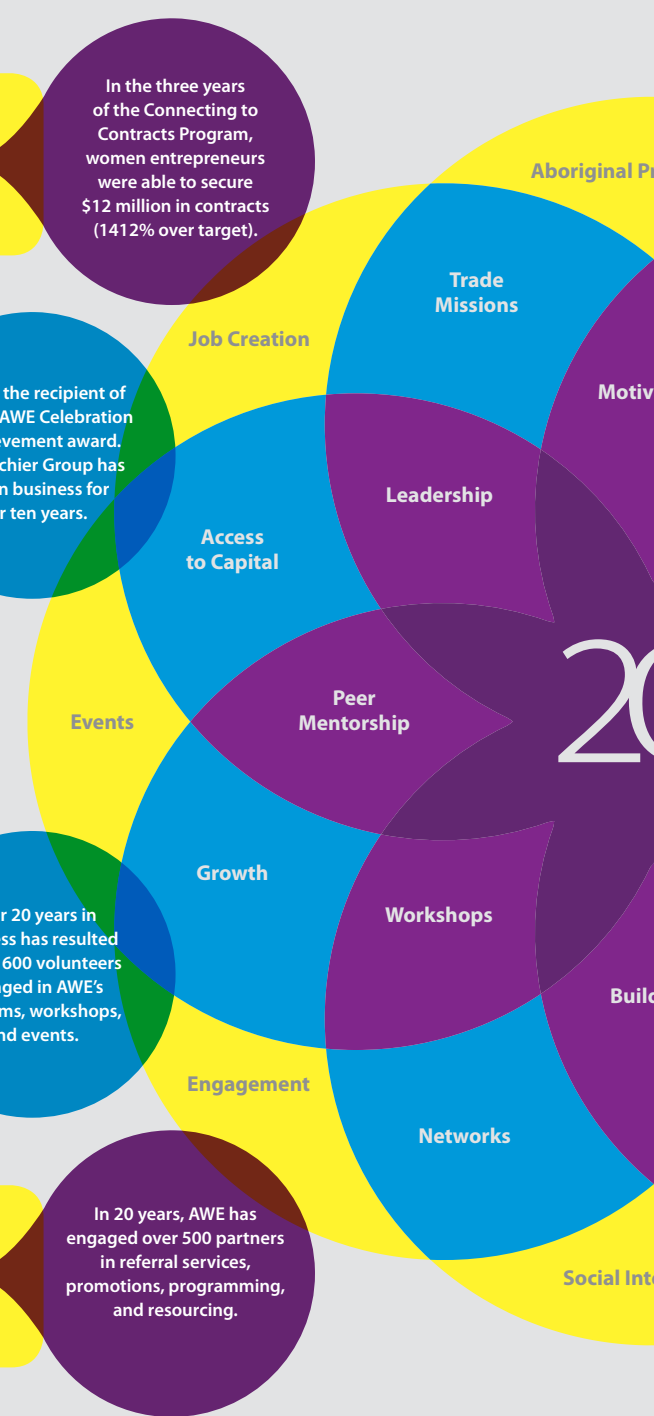 In the three years
of the Connecting to
Contracts Program,
women entrepreneurs
were able to secure
$12 million in contracts
(1412% over target).
Aboriginal Pr
Trade
Missions
Job Creation
the recipient of
AWE Celebration
evement award.
chier Group has
n business for
r ten years.
Motiv
Leadership
Access
to Capital
Peer
Mentorship
Events
20
Growth
Workshops
r 20 years in
ss has resulted
600 volunteers
aged in AWE's
ms, workshops,
nd events.
Build
Engagement
Networks
In 20 years, AWE has
engaged over 500 partners
in referral services,
promotions, programming,
and resourcing.
Social Inte